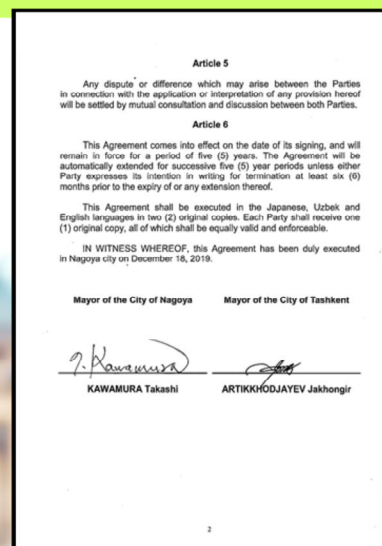 Article 5
Any dispute or difference which may arise between the Parties
in connection with the application or interpretation of any provision hereof
will be settled by mutual consultation and discussion between both Parties.
Article 6
This Agreement comes into effect on the date of its signing, and will
remain in force for a period of five (5) years. The Agreement will be
automatically extended for successive five (5) year periods unless either
Party expresses its intention in writing for termination at least six (6)
months prior to the expiry of or any extension thereof.
This Agreement shall be executed in the Japanese, Uzbek and
English languages in two (2) original copies. Each Party shall receive one
(1) original copy, all of which shall be equally valid and enforceable.
IN WITNESS WHEREOF, this Agreement has been duly executed
in Nagoya city on December 18, 2019.
Mayor of the City of Nagoya Mayor of the City of Tashkent
J. Kawamura
KAWAMURA Takashi ARTIKKHODJAYEV Jakhongir
2